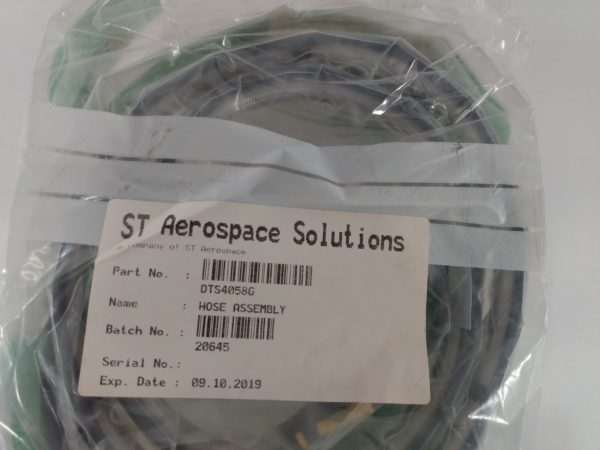 ST Aerospace Solutions
a company of ST Aerospace
Part No. :
DTS4058G
Name : HOSE ASSEMBLY
Batch No. :
20645
Serial No.:
Exp. Date : 09.10.2019